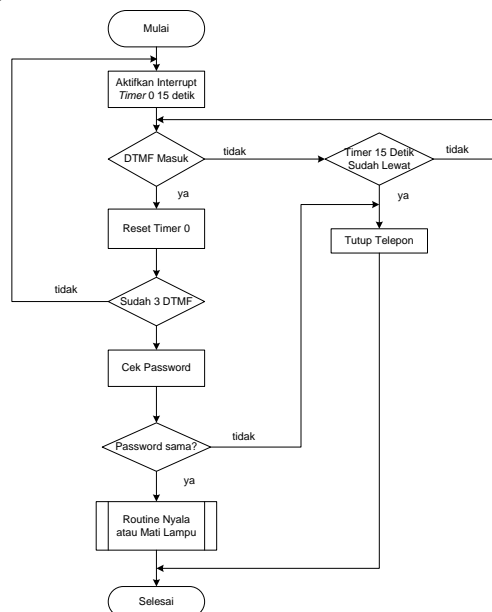 Mulai
Aktifkan Interrupt
Timer 0 15 detik
DTMF Masuk
tidak
Timer 15 Detik
Sudah Lewat
tidak
ya
ya
Reset Timer 0
Tutup Telepon
tidak
Sudah 3 DTMF
Cek Password
Password sama?
tidak
ya
Routine Nyala
atau Mati Lampu
Selesai